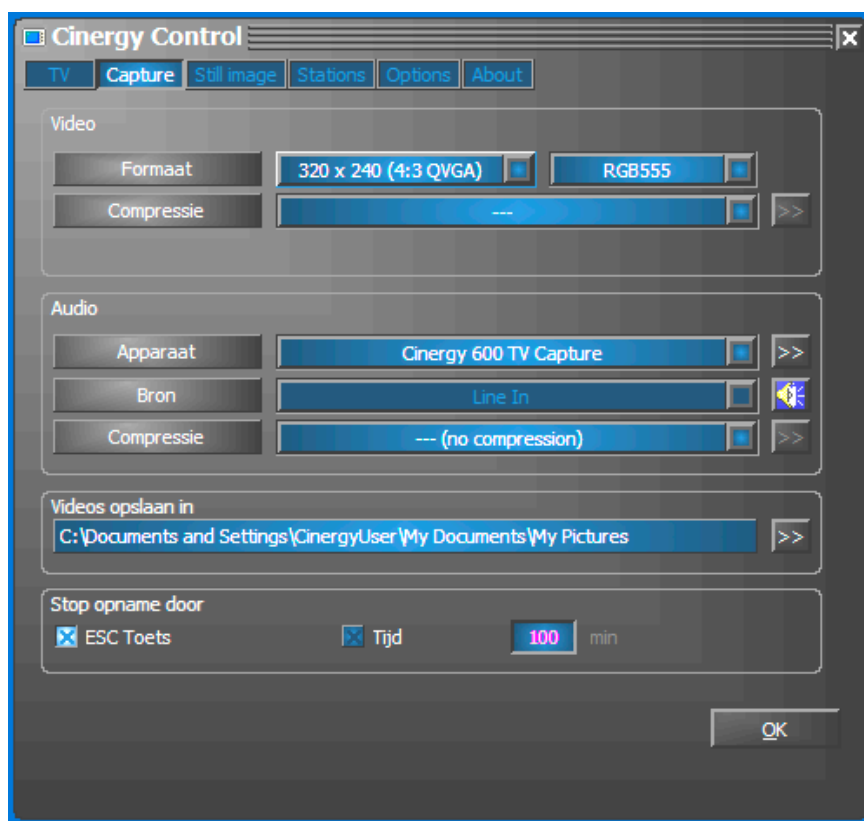 Cinergy Control
TV Capture Still image Stations Options About
Video
Formaat 320 x 240 (4:3 QVGA) RGB555
Compressie --- >>
Audio
Apparaat Cinergy 600 TV Capture >>
Bron Line In
Compressie --- (no compression) >>
Videos opslaan in
C:\Documents and Settings\CinergyUser\My Documents\My Pictures >>
Stop opname door
ESC Toets Tijd 100 min
OK